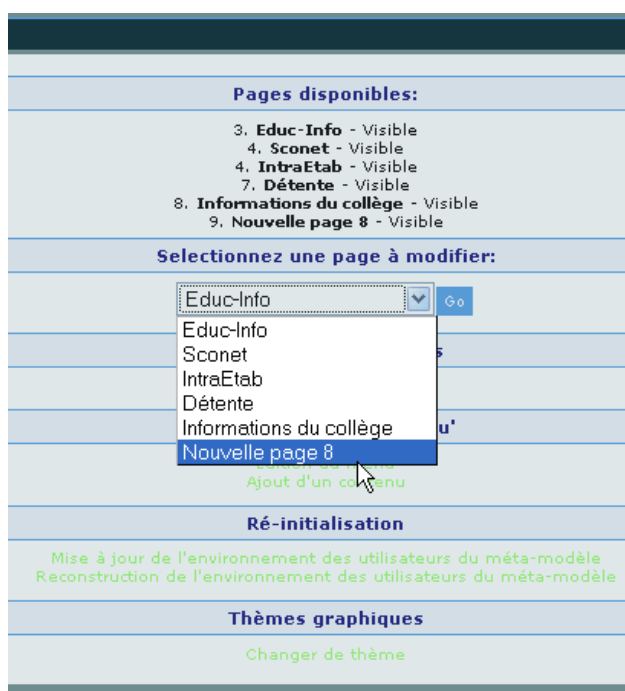 Pages disponibles:
3. Educ-Info - Visible
4. Sconet - Visible
4. IntraEtab - Visible
7. Détente - Visible
8. Informations du collège - Visible
9. Nouvelle page 8 - Visible
Selectionnez une page à modifier:
Educ-Info Go
Educ-Info
Sconet
IntraEtab
Détente
Informations du collège u'
Nouvelle page 8
Ajout d'un contenu
Ré-initialisation
Mise à jour de l'environnement des utilisateurs du méta-modèle
Reconstruction de l'environnement des utilisateurs du méta-modèle
Thèmes graphiques
Changer de thème